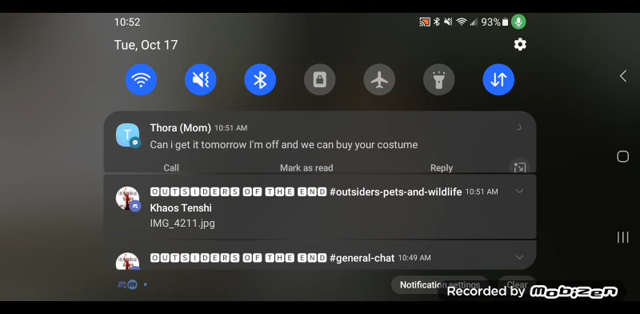 10:52
93%
Tue, Oct 17
T
Thora (Mom) 10:51 AM
Can i get it tomorrow I'm off and we can buy your costume
Call Mark as read Reply
OUTSIDERS OF THE END #outsiders-pets-and-wildlife 10:51 AM
Khaos Tenshi
IMG_4211.jpg
OUTSIDERS OF THE END #general-chat 10:49 AM
Notification settings Clear
Recorded by MOBIZEN